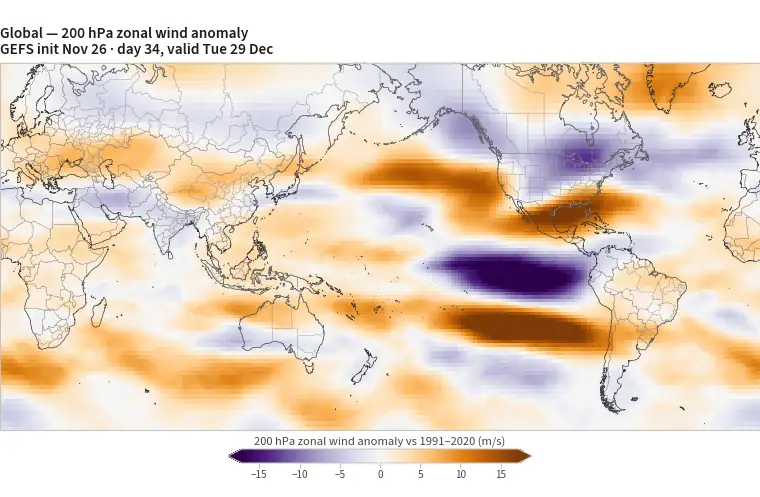 Global — 200 hPa zonal wind anomaly
GEFS init Nov 26 · day 34, valid Tue 29 Dec
200 hPa zonal wind anomaly vs 1991–2020 (m/s)
−15 −10 −5 0 5 10 15